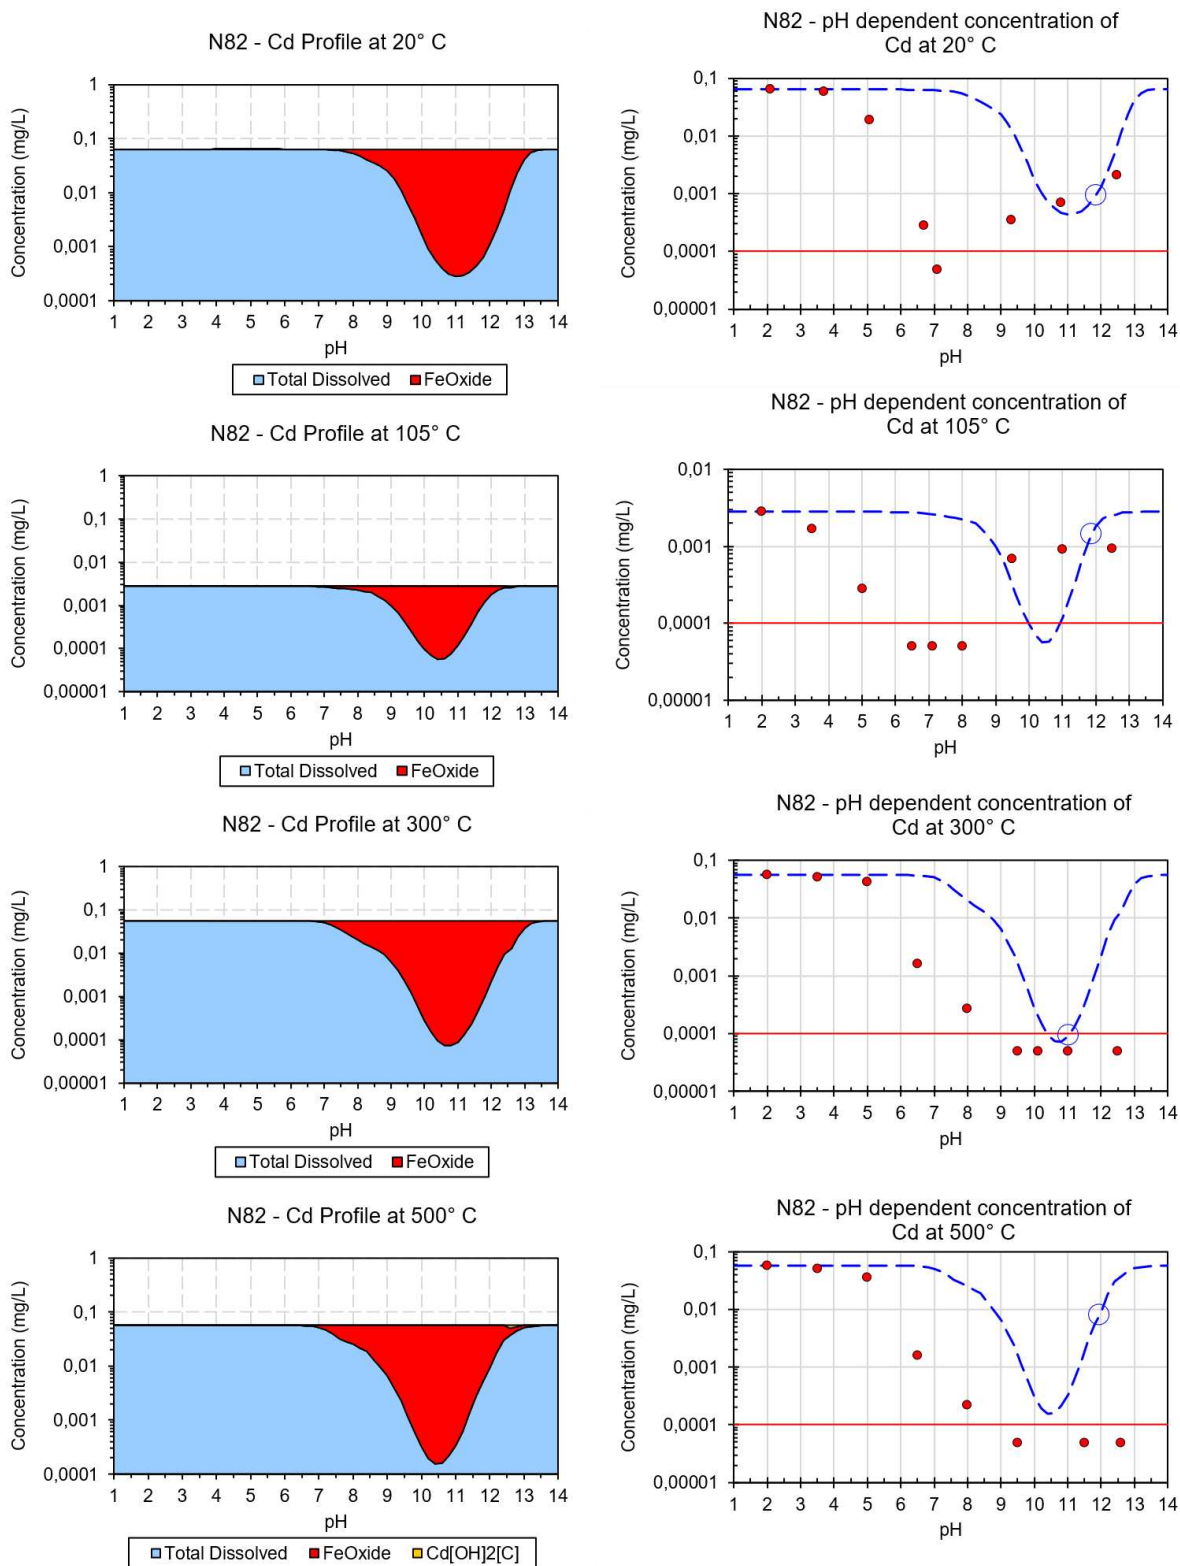 N82 - Cd Profile at 20° C
Concentration (mg/L)
1
0,1
0,01
0,001
0,0001
1 2 3 4 5 6 7 8 9 10 11 12 13 14
pH
Total Dissolved FeOxide
N82 - pH dependent concentration of
Cd at 20° C
Concentration (mg/L)
0,1
0,01
0,001
0,0001
0,00001
1 2 3 4 5 6 7 8 9 10 11 12 13 14
pH
N82 - Cd Profile at 105° C
Concentration (mg/L)
1
0,1
0,01
0,001
0,0001
0,00001
1 2 3 4 5 6 7 8 9 10 11 12 13 14
pH
Total Dissolved FeOxide
N82 - pH dependent concentration of
Cd at 105° C
Concentration (mg/L)
0,01
0,001
0,0001
0,00001
1 2 3 4 5 6 7 8 9 10 11 12 13 14
pH
N82 - Cd Profile at 300° C
Concentration (mg/L)
1
0,1
0,01
0,001
0,0001
0,00001
1 2 3 4 5 6 7 8 9 10 11 12 13 14
pH
Total Dissolved FeOxide
N82 - pH dependent concentration of
Cd at 300° C
Concentration (mg/L)
0,1
0,01
0,001
0,0001
0,00001
1 2 3 4 5 6 7 8 9 10 11 12 13 14
pH
N82 - Cd Profile at 500° C
Concentration (mg/L)
1
0,1
0,01
0,001
0,0001
1 2 3 4 5 6 7 8 9 10 11 12 13 14
pH
Total Dissolved FeOxide Cd[OH]2[C]
N82 - pH dependent concentration of
Cd at 500° C
Concentration (mg/L)
0,1
0,01
0,001
0,0001
0,00001
1 2 3 4 5 6 7 8 9 10 11 12 13 14
pH